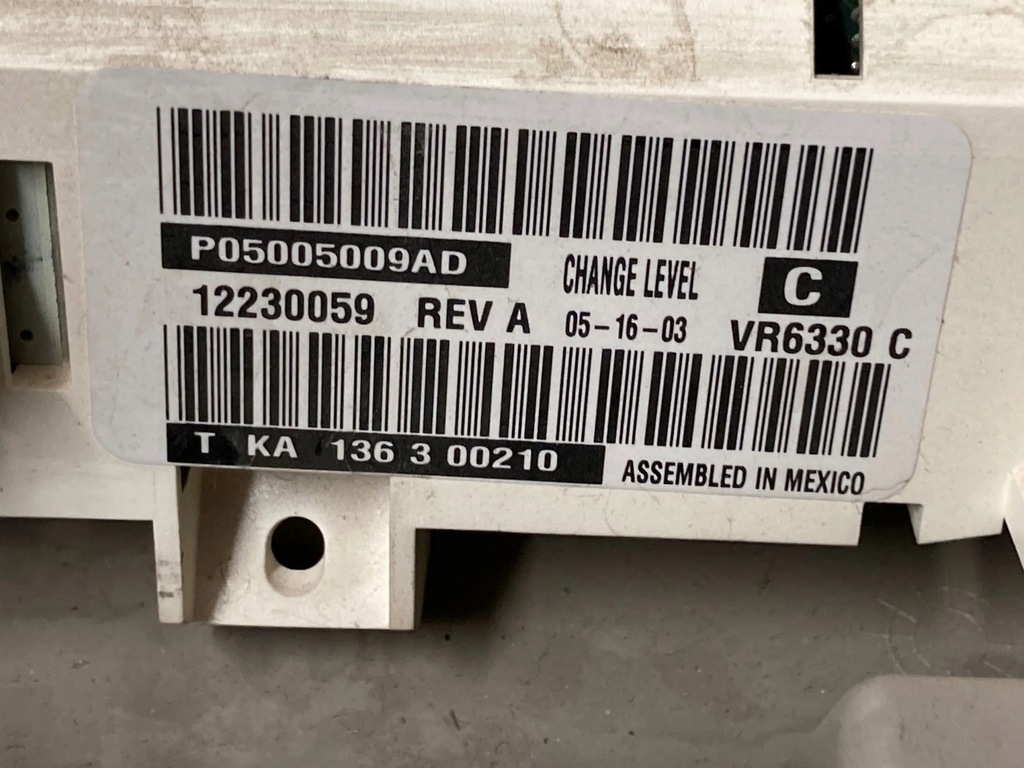 P05005009AD
CHANGE LEVEL C
12230059 REV A 05-16-03 VR6330 C
T KA 136 3 00210
ASSEMBLED IN MEXICO